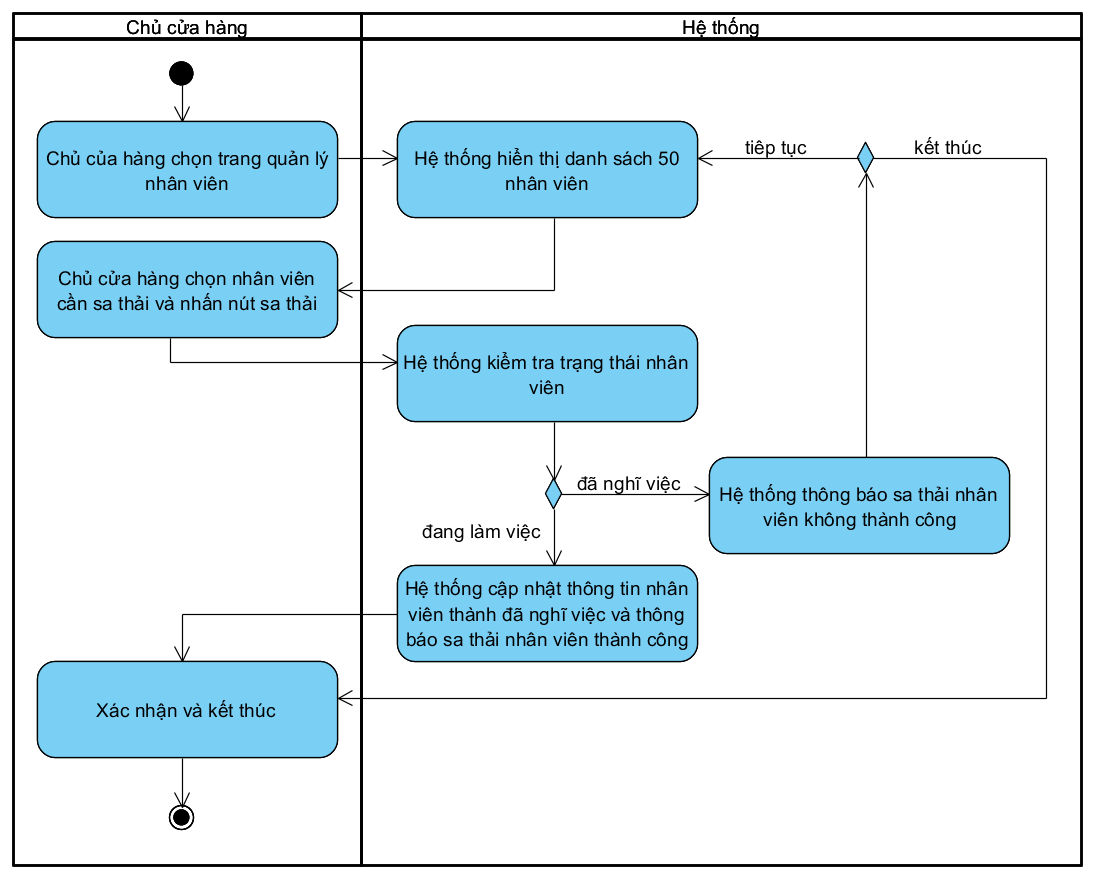 Chủ cửa hàng
Hệ thống
Chủ của hàng chọn trang quản lý
nhân viên
Hệ thống hiển thị danh sách 50
nhân viên
tiêp tục
kết thúc
Chủ cửa hàng chọn nhân viên
cần sa thải và nhấn nút sa thải
Hệ thống kiểm tra trạng thái nhân
viên
đã nghĩ việc
Hệ thống thông báo sa thải nhân
viên không thành công
đang làm việc
Hệ thống cập nhật thông tin nhân
viên thành đã nghĩ việc và thông
báo sa thải nhân viên thành công
Xác nhận và kết thúc